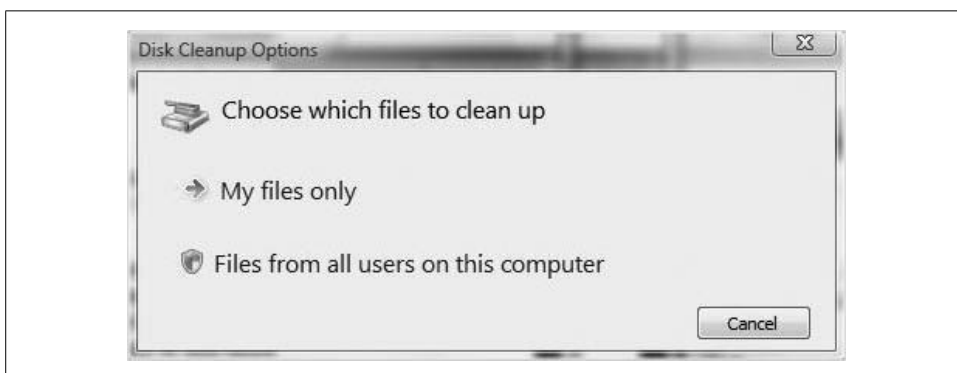 Disk Cleanup Options
Choose which files to clean up
My files only
Files from all users on this computer
Cancel